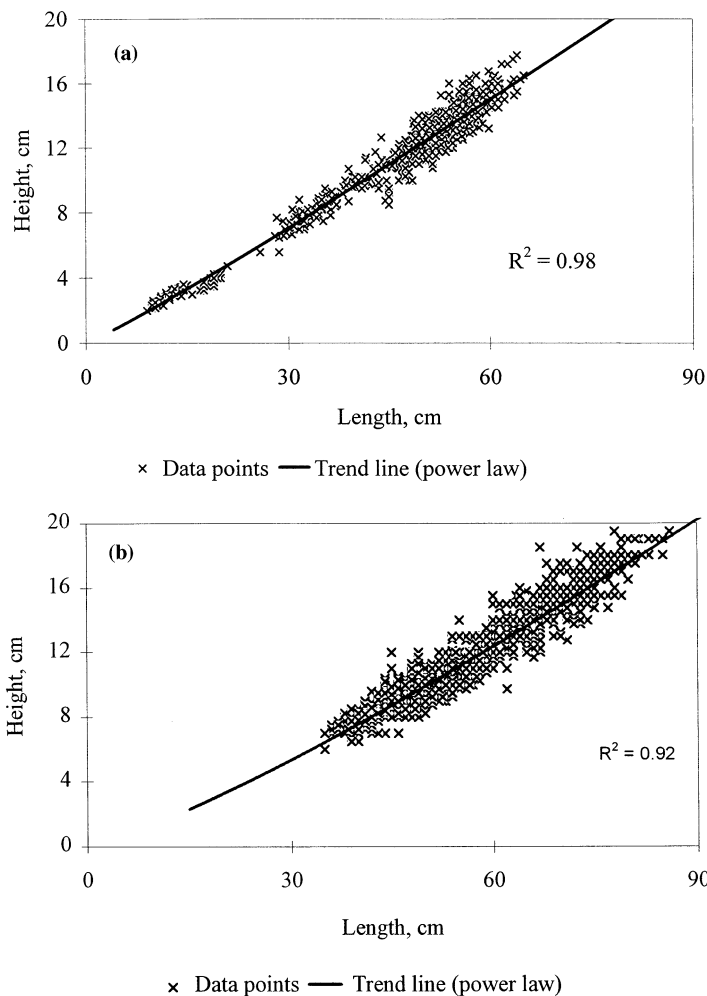 20
(a)
16
12
8
4
0
Height, cm
R² = 0.98
0 30 60 90
Length, cm
× Data points — Trend line (power law)
20
(b)
16
12
8
4
0
Height, cm
R² = 0.92
0 30 60 90
Length, cm
× Data points — Trend line (power law)